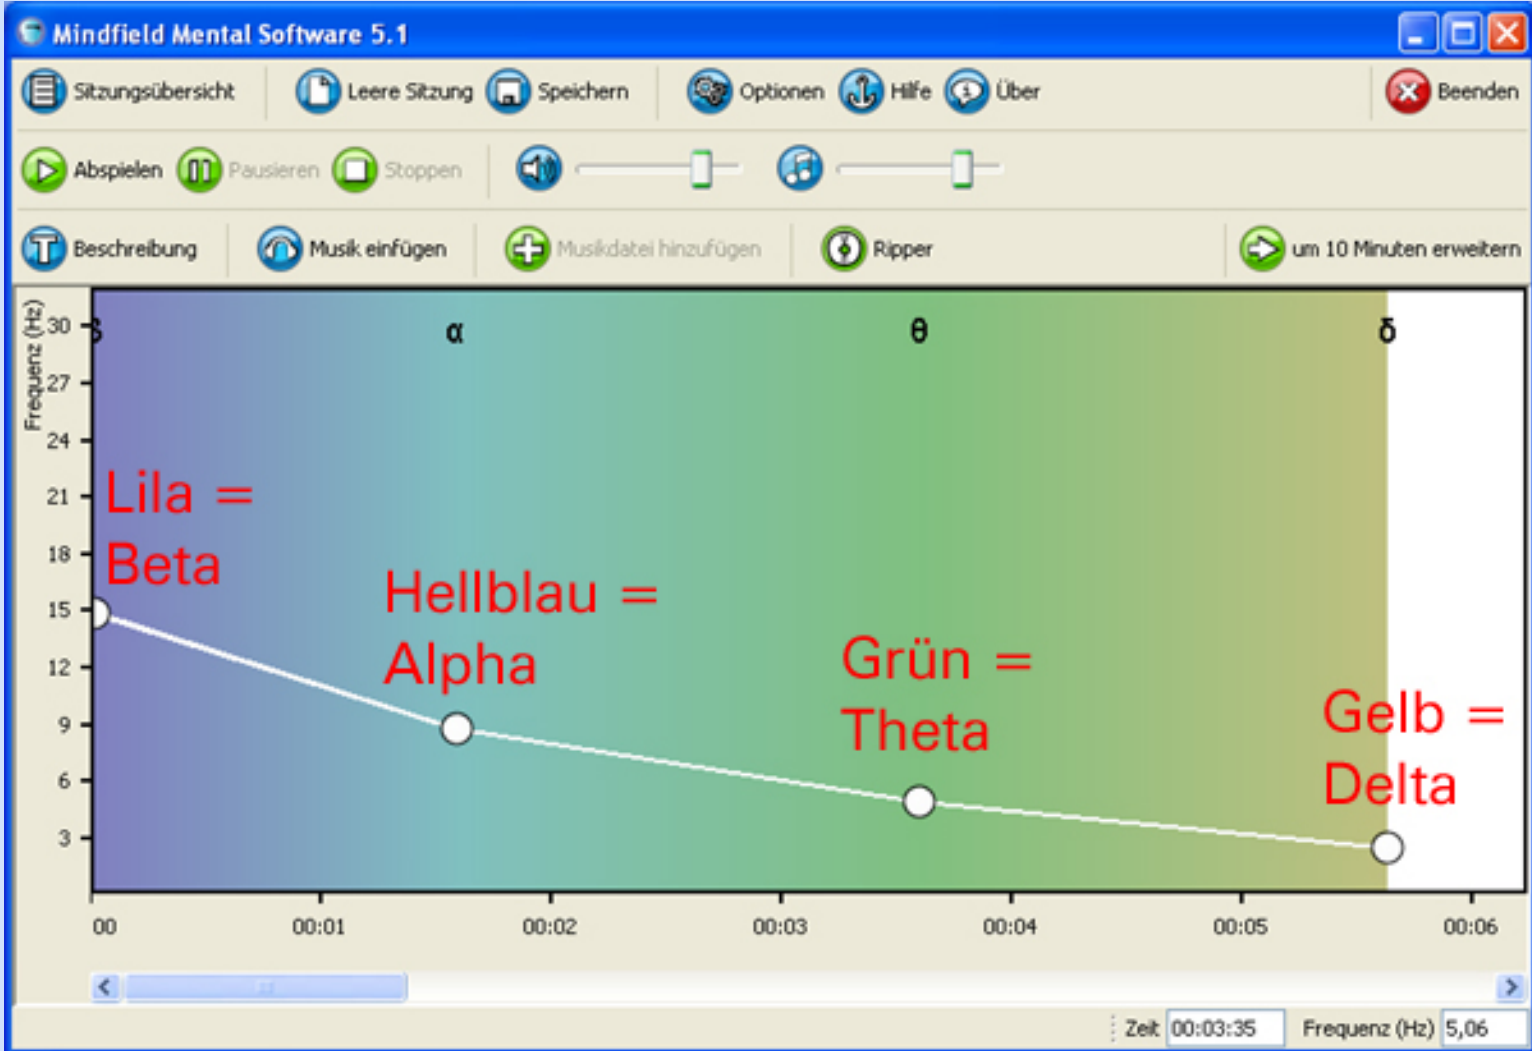 Mindfield Mental Software 5.1
Sitzungsübersicht Leere Sitzung Speichern Optionen Hilfe Über Beenden
Abspielen Pausieren Stoppen
Beschreibung Musik einfügen Musikdatei hinzufügen Ripper um 10 Minuten erweitern
Frequenz (Hz)
30
27
24
21
18
15
12
9
6
3
ß α θ δ
Lila =
Beta
Hellblau =
Alpha
Grün =
Theta
Gelb =
Delta
00 00:01 00:02 00:03 00:04 00:05 00:06
Zeit 00:03:35 Frequenz (Hz) 5,06